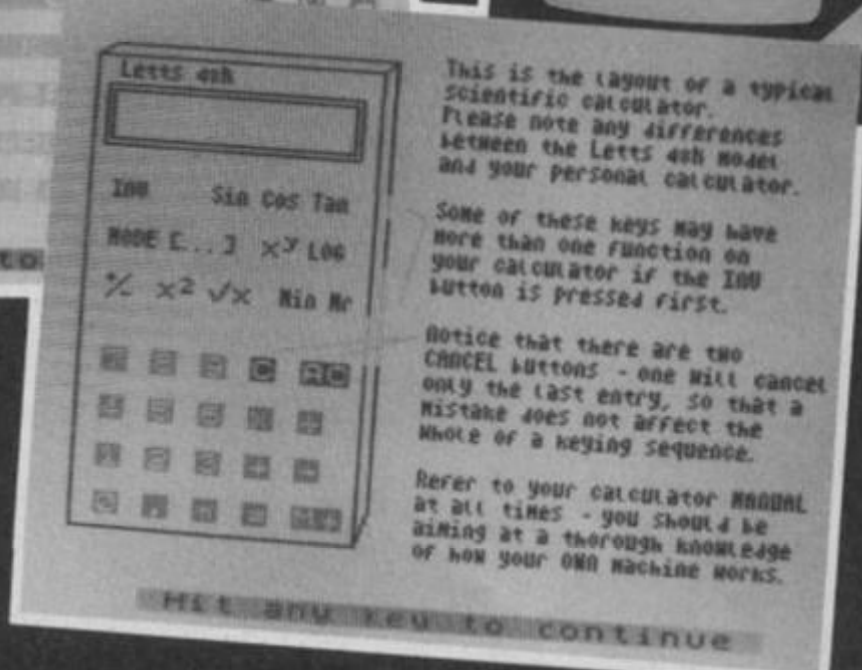 Letts 48h
INV Sin Cos Tan
MODE [...] xʸ LOG
+/- x² √x Min Mr
C AC
This is the layout of a typical
scientific calculator.
Please note any differences
between the Letts 48h model
and your personal calculator.
Some of these keys may have
more than one function on
your calculator if the INV
button is pressed first.
Notice that there are two
CANCEL buttons - one will cancel
only the last entry, so that a
mistake does not affect the
whole of a keying sequence.
Refer to your calculator MANUAL
at all times - you should be
aiming at a thorough knowledge
of how your OWN machine works.
Hit any key to continue